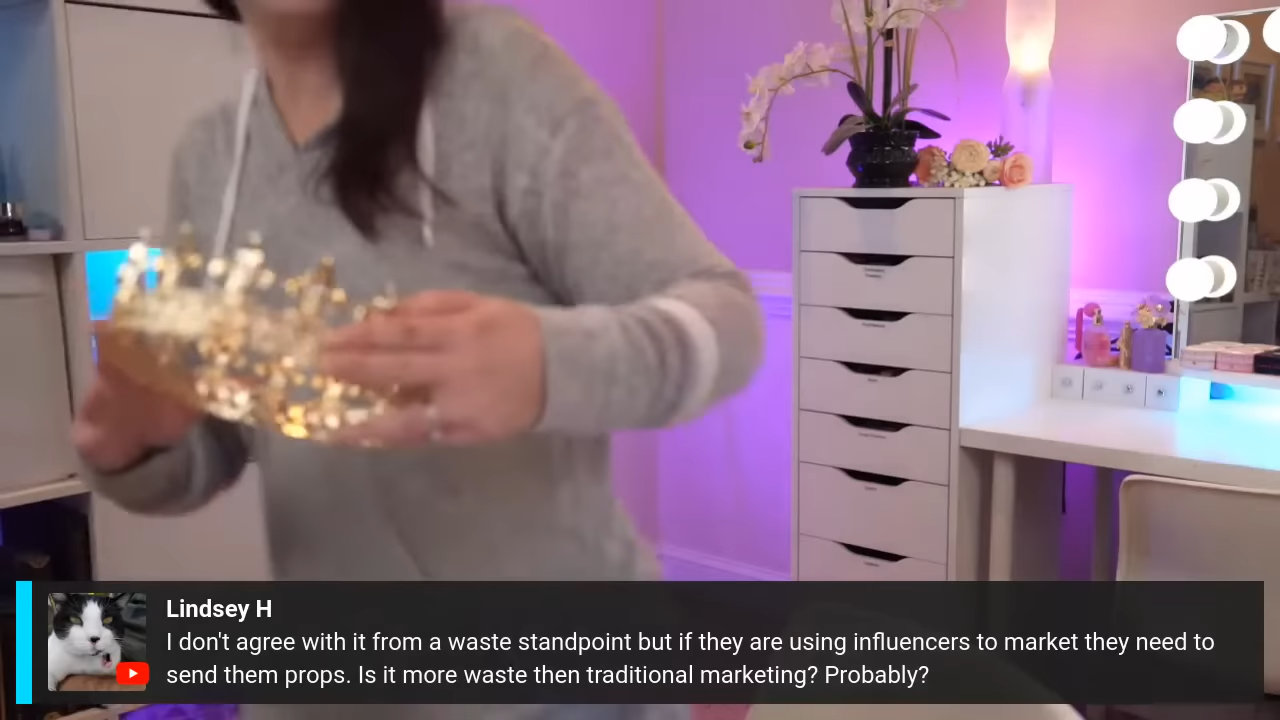 Lindsey H
I don't agree with it from a waste standpoint but if they are using influencers to market they need to
send them props. Is it more waste then traditional marketing? Probably?